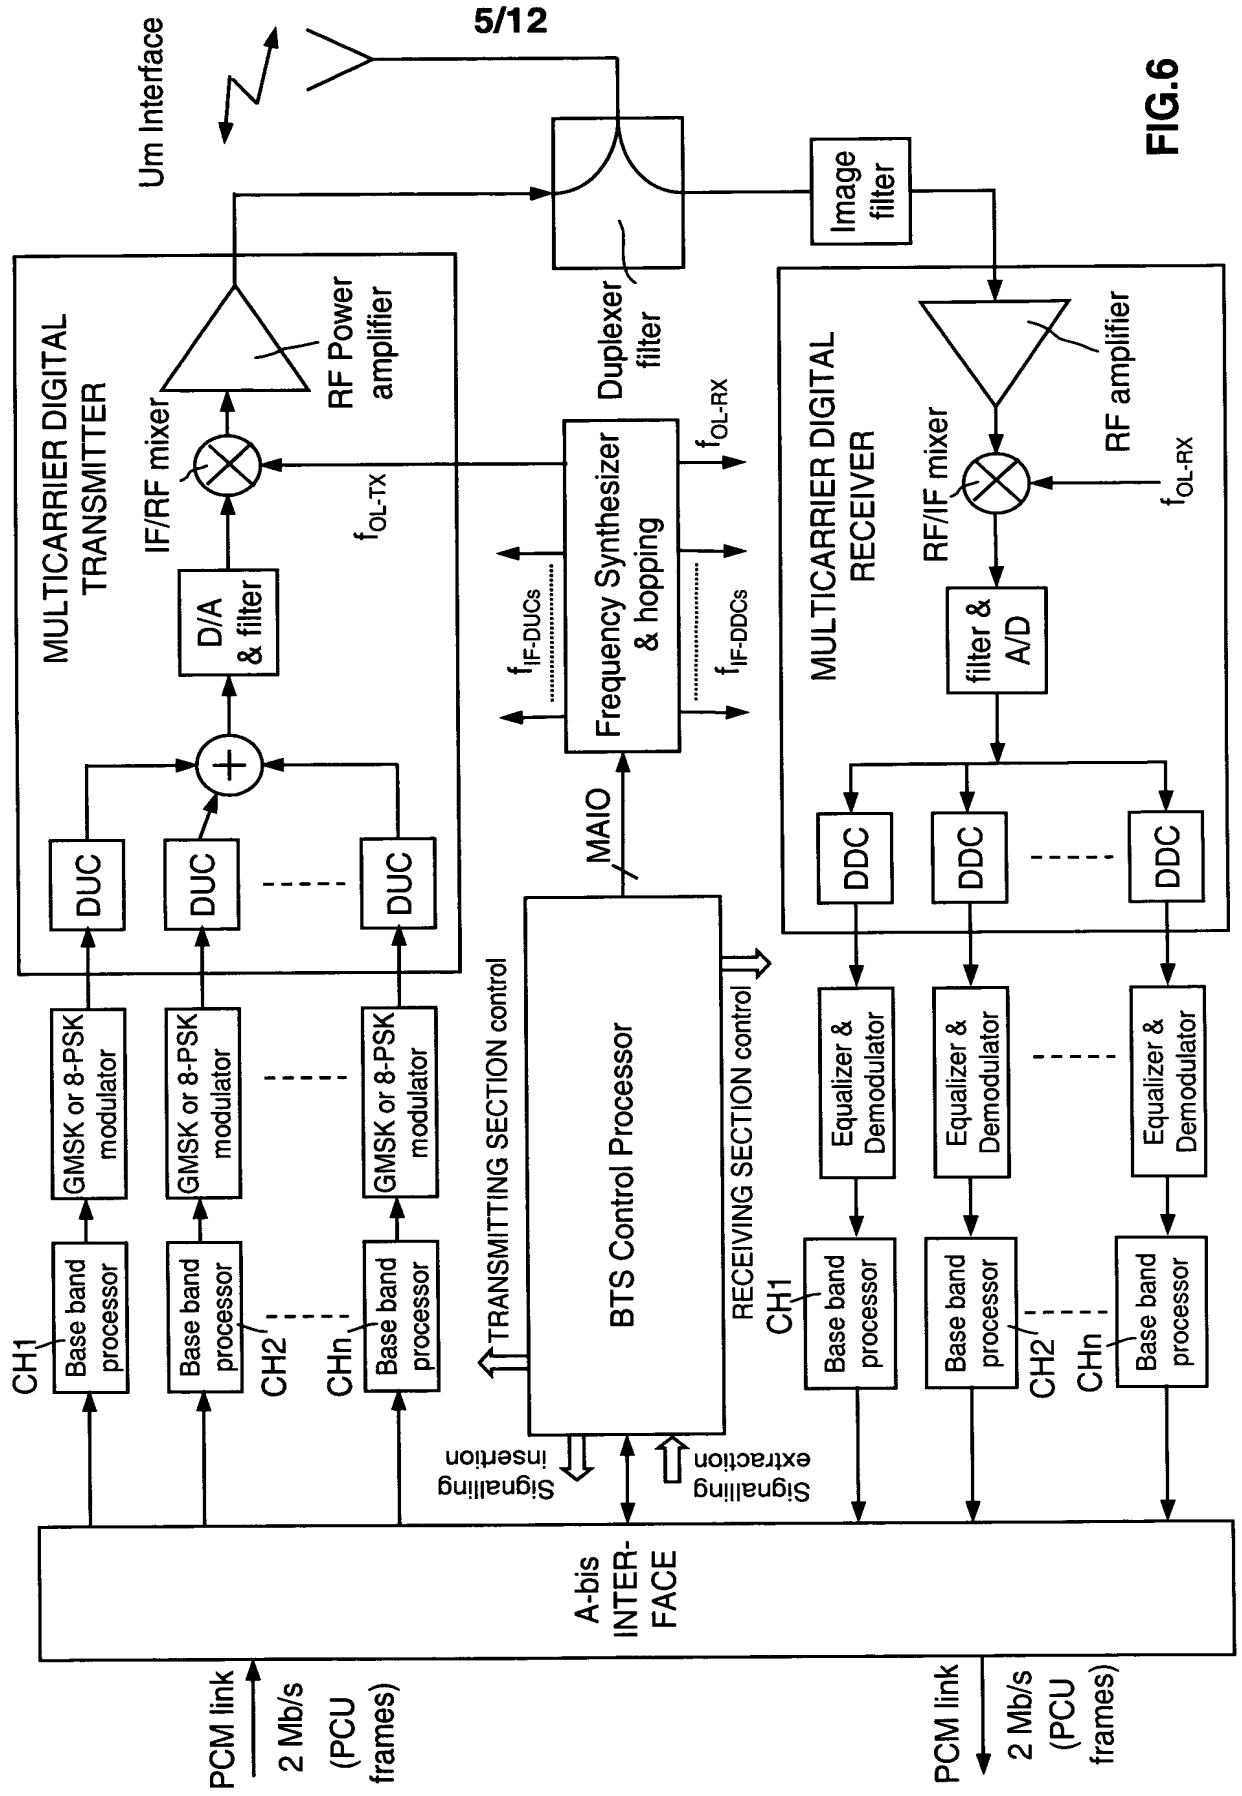 5/12
Um Interface
FIG.6
MULTICARRIER DIGITAL
TRANSMITTER
CH1
Base band
processor
GMSK or 8-PSK
modulator
DUC
Base band
processor
CH2
GMSK or 8-PSK
modulator
DUC
CHn
Base band
processor
GMSK or 8-PSK
modulator
DUC
+
D/A
& filter
IF/RF mixer
fOL-TX
RF Power
amplifier
Duplexer
filter
Image
filter
PCM link
2 Mb/s
(PCU
frames)
A-bis
INTER-
FACE
Signalling
insertion
Signalling
extraction
TRANSMITTING SECTION control
BTS Control Processor
RECEIVING SECTION control
MAIO
Frequency Synthesizer
& hopping
fIF-DUCs
fIF-DDCs
fOL-RX
MULTICARRIER DIGITAL
RECEIVER
RF amplifier
RF/IF mixer
fOL-RX
filter &
A/D
DDC
Equalizer &
Demodulator
CH1
Base band
processor
DDC
Equalizer &
Demodulator
Base band
processor
CH2
DDC
Equalizer &
Demodulator
CHn
Base band
processor
PCM link
2 Mb/s
(PCU
frames)